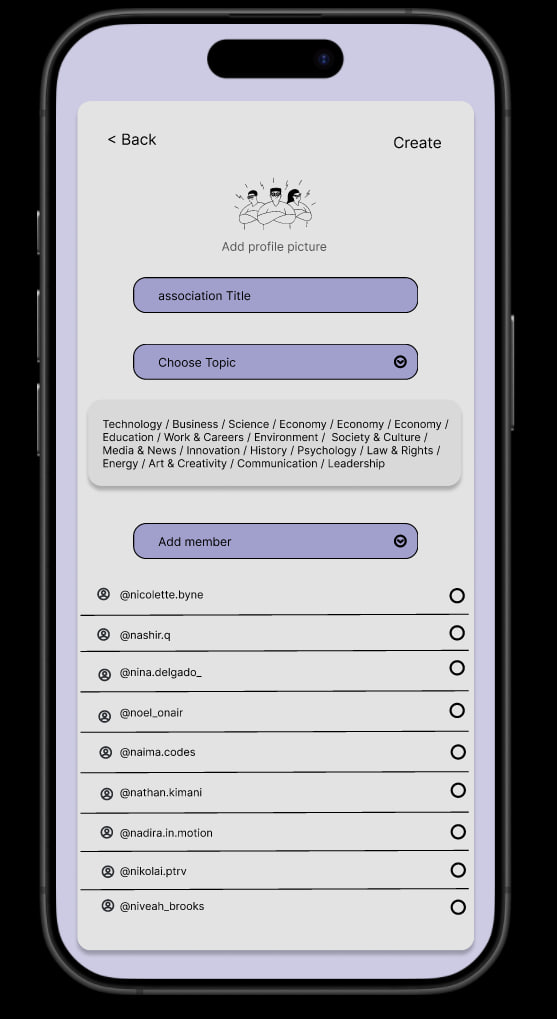 < Back
Create
Add profile picture
association Title
Choose Topic
Technology / Business / Science / Economy / Economy / Economy /
Education / Work & Careers / Environment / Society & Culture /
Media & News / Innovation / History / Psychology / Law & Rights /
Energy / Art & Creativity / Communication / Leadership
Add member
@nicolette.byne
@nashir.q
@nina.delgado_
@noel_onair
@naima.codes
@nathan.kimani
@nadira.in.motion
@nikolai.ptrv
@niveah_brooks